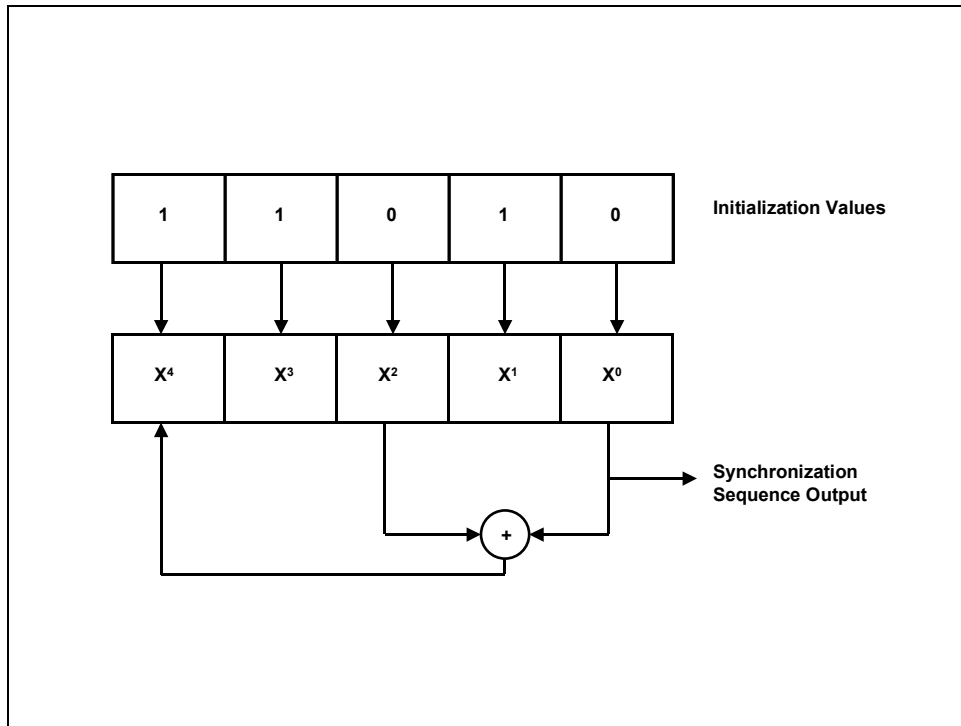 1 1 0 1 0 Initialization Values
X⁴ X³ X² X¹ X⁰
Synchronization
Sequence Output
+